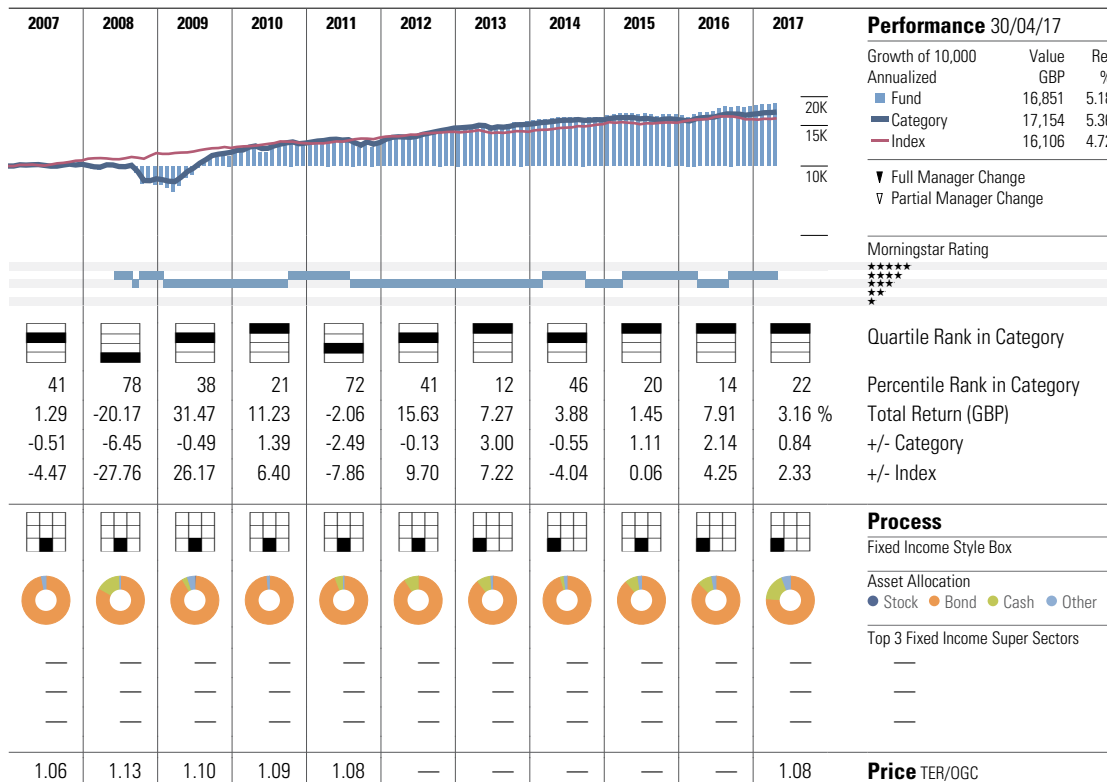 2007 2008 2009 2010 2011 2012 2013 2014 2015 2016 2017
Performance 30/04/17
Growth of 10,000 Value
Annualized GBP
Fund 16,851 5.18
Category 17,154
Index 16,106
20K
15K
10K
Full Manager Change
Partial Manager Change
Morningstar Rating
★★★★★
★★★★
★★★
★★
★
Quartile Rank in Category
41 78 38 21 72 41 12 46 20 14 22 Percentile Rank in Category
1.29 -20.17 31.47 11.23 -2.06 15.63 7.27 3.88 1.45 7.91 3.16 % Total Return (GBP)
-0.51 -6.45 -0.49 1.39 -2.49 -0.13 3.00 -0.55 1.11 2.14 0.84 +/- Category
-4.47 -27.76 26.17 6.40 -7.86 9.70 7.22 -4.04 0.06 4.25 2.33 +/- Index
Process
Fixed Income Style Box
Asset Allocation
Stock Bond Cash Other
Top 3 Fixed Income Super Sectors
— — — — — — — — — — — —
— — — — — — — — — — — —
— — — — — — — — — — — —
1.06 1.13 1.10 1.09 1.08 — — — — — 1.08 Price TER/OGC